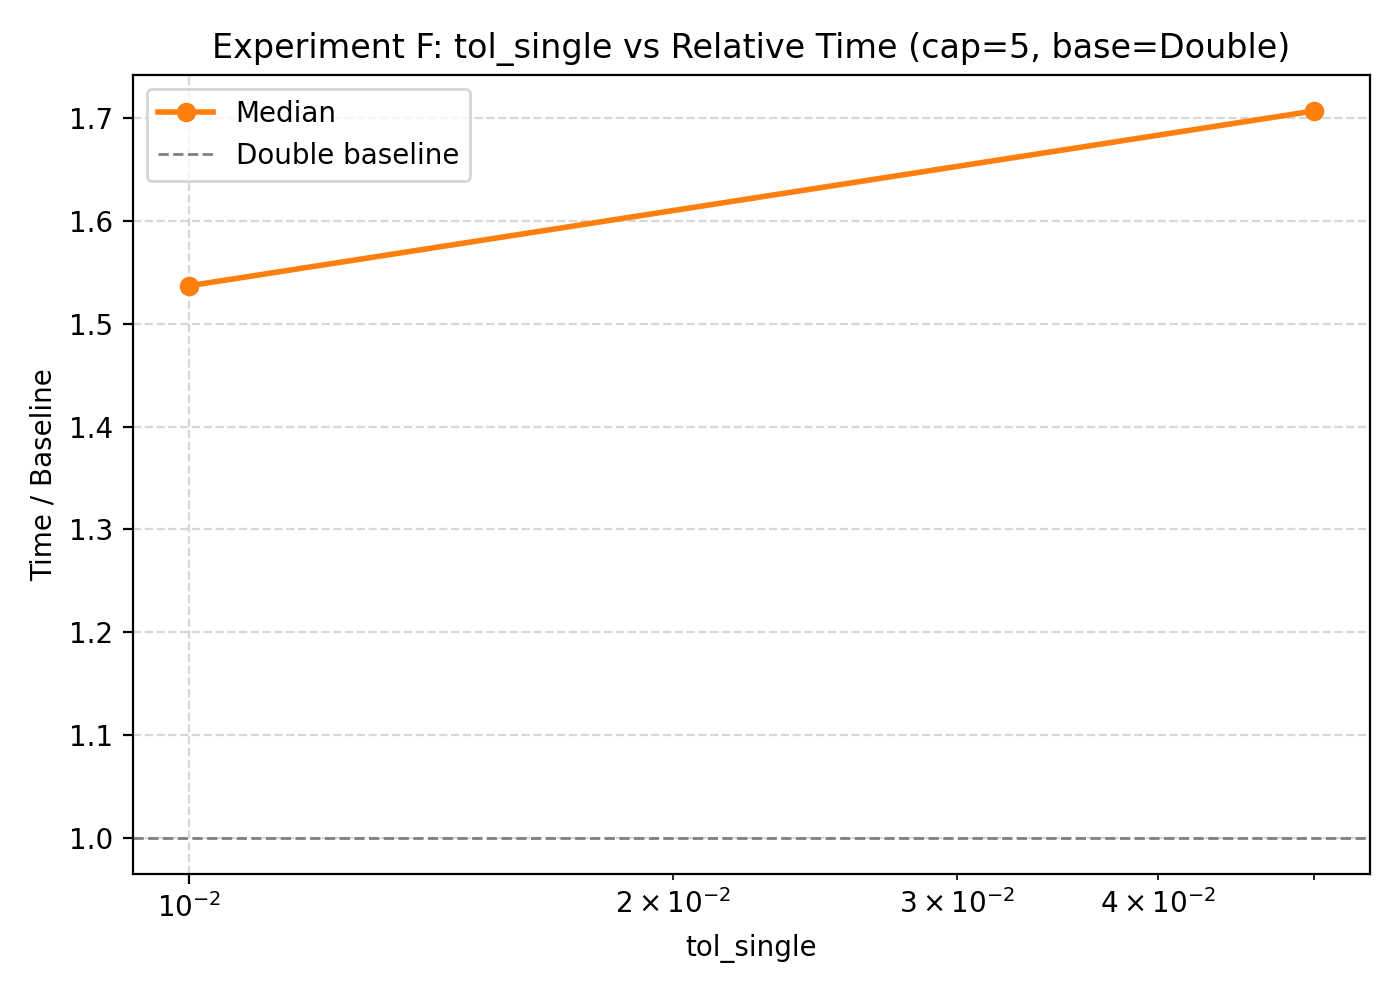 Experiment F: tol_single vs Relative Time (cap=5, base=Double)
Median
Double baseline
Time / Baseline
1.7
1.6
1.5
1.4
1.3
1.2
1.1
1.0
10⁻² 2 × 10⁻² 3 × 10⁻² 4 × 10⁻²
tol_single